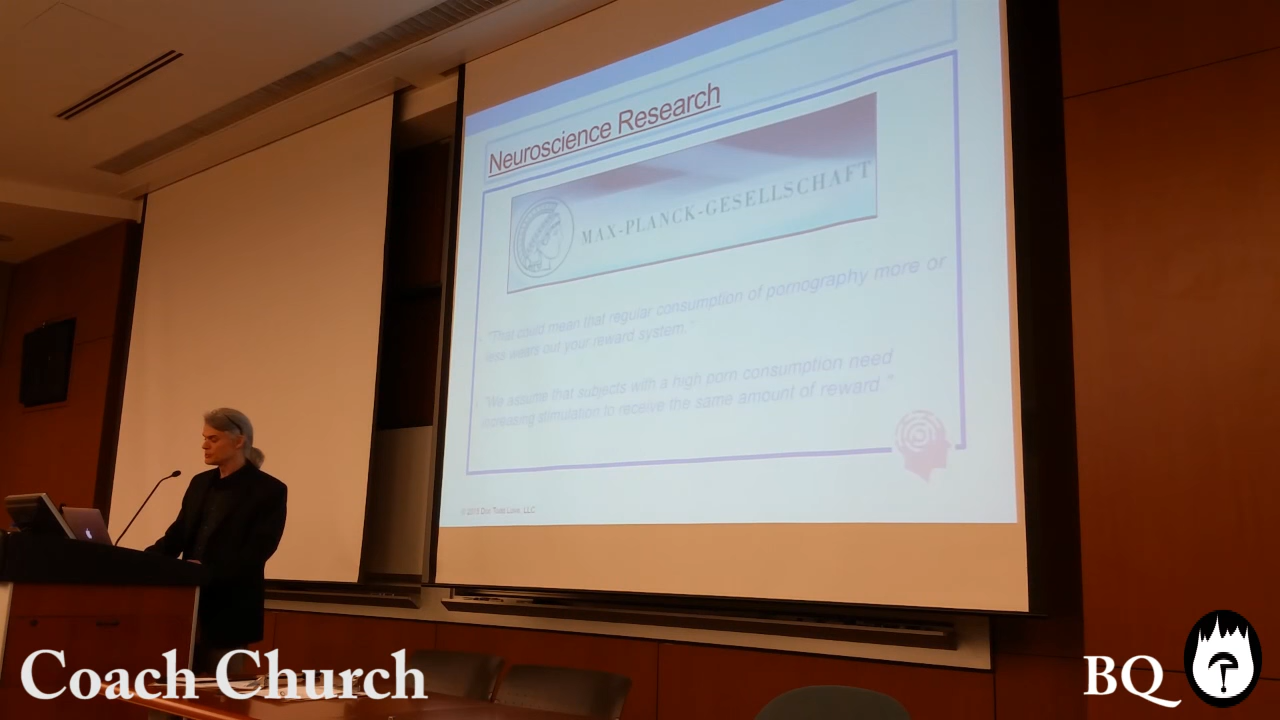 Neuroscience Research
MAX-PLANCK-GESELLSCHAFT
"That could mean that regular consumption of pornography more or
less wears out your reward system."
"We assume that subjects with a high porn consumption need
increasing stimulation to receive the same amount of reward."
Coach Church
BQ